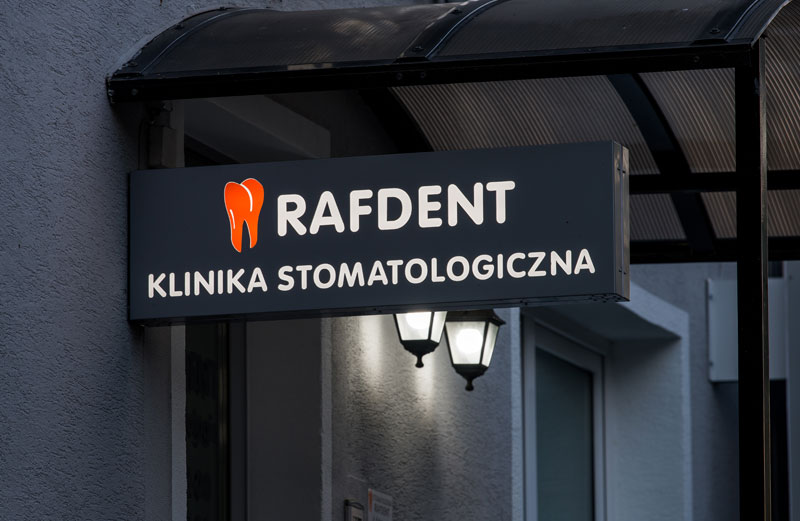 RAFDENT
KLINIKA STOMATOLOGICZNA